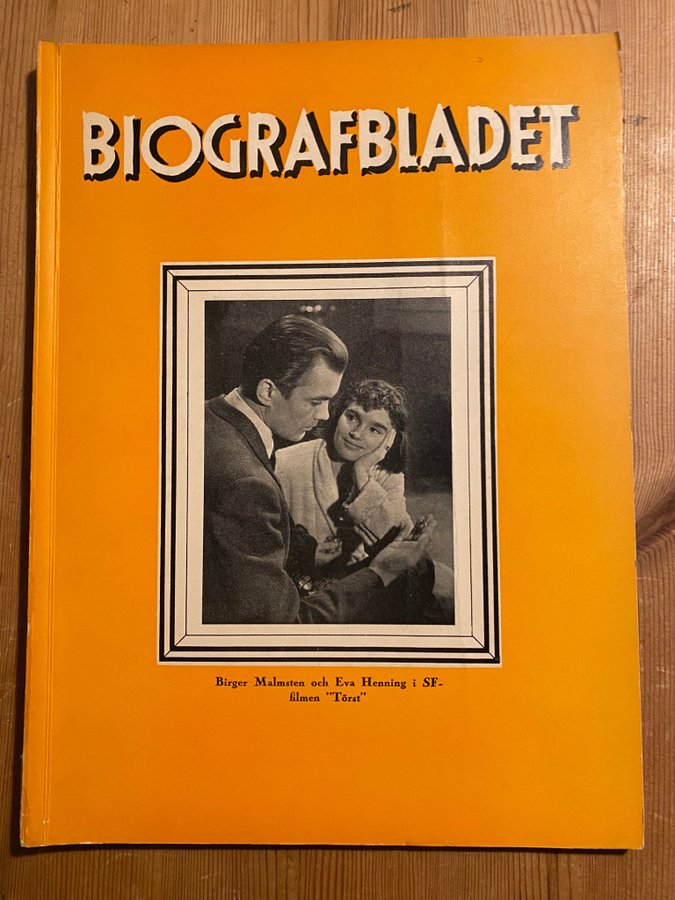 BIOGRAFBLADET
Birger Malmsten och Eva Henning i SF-
filmen "Törst"